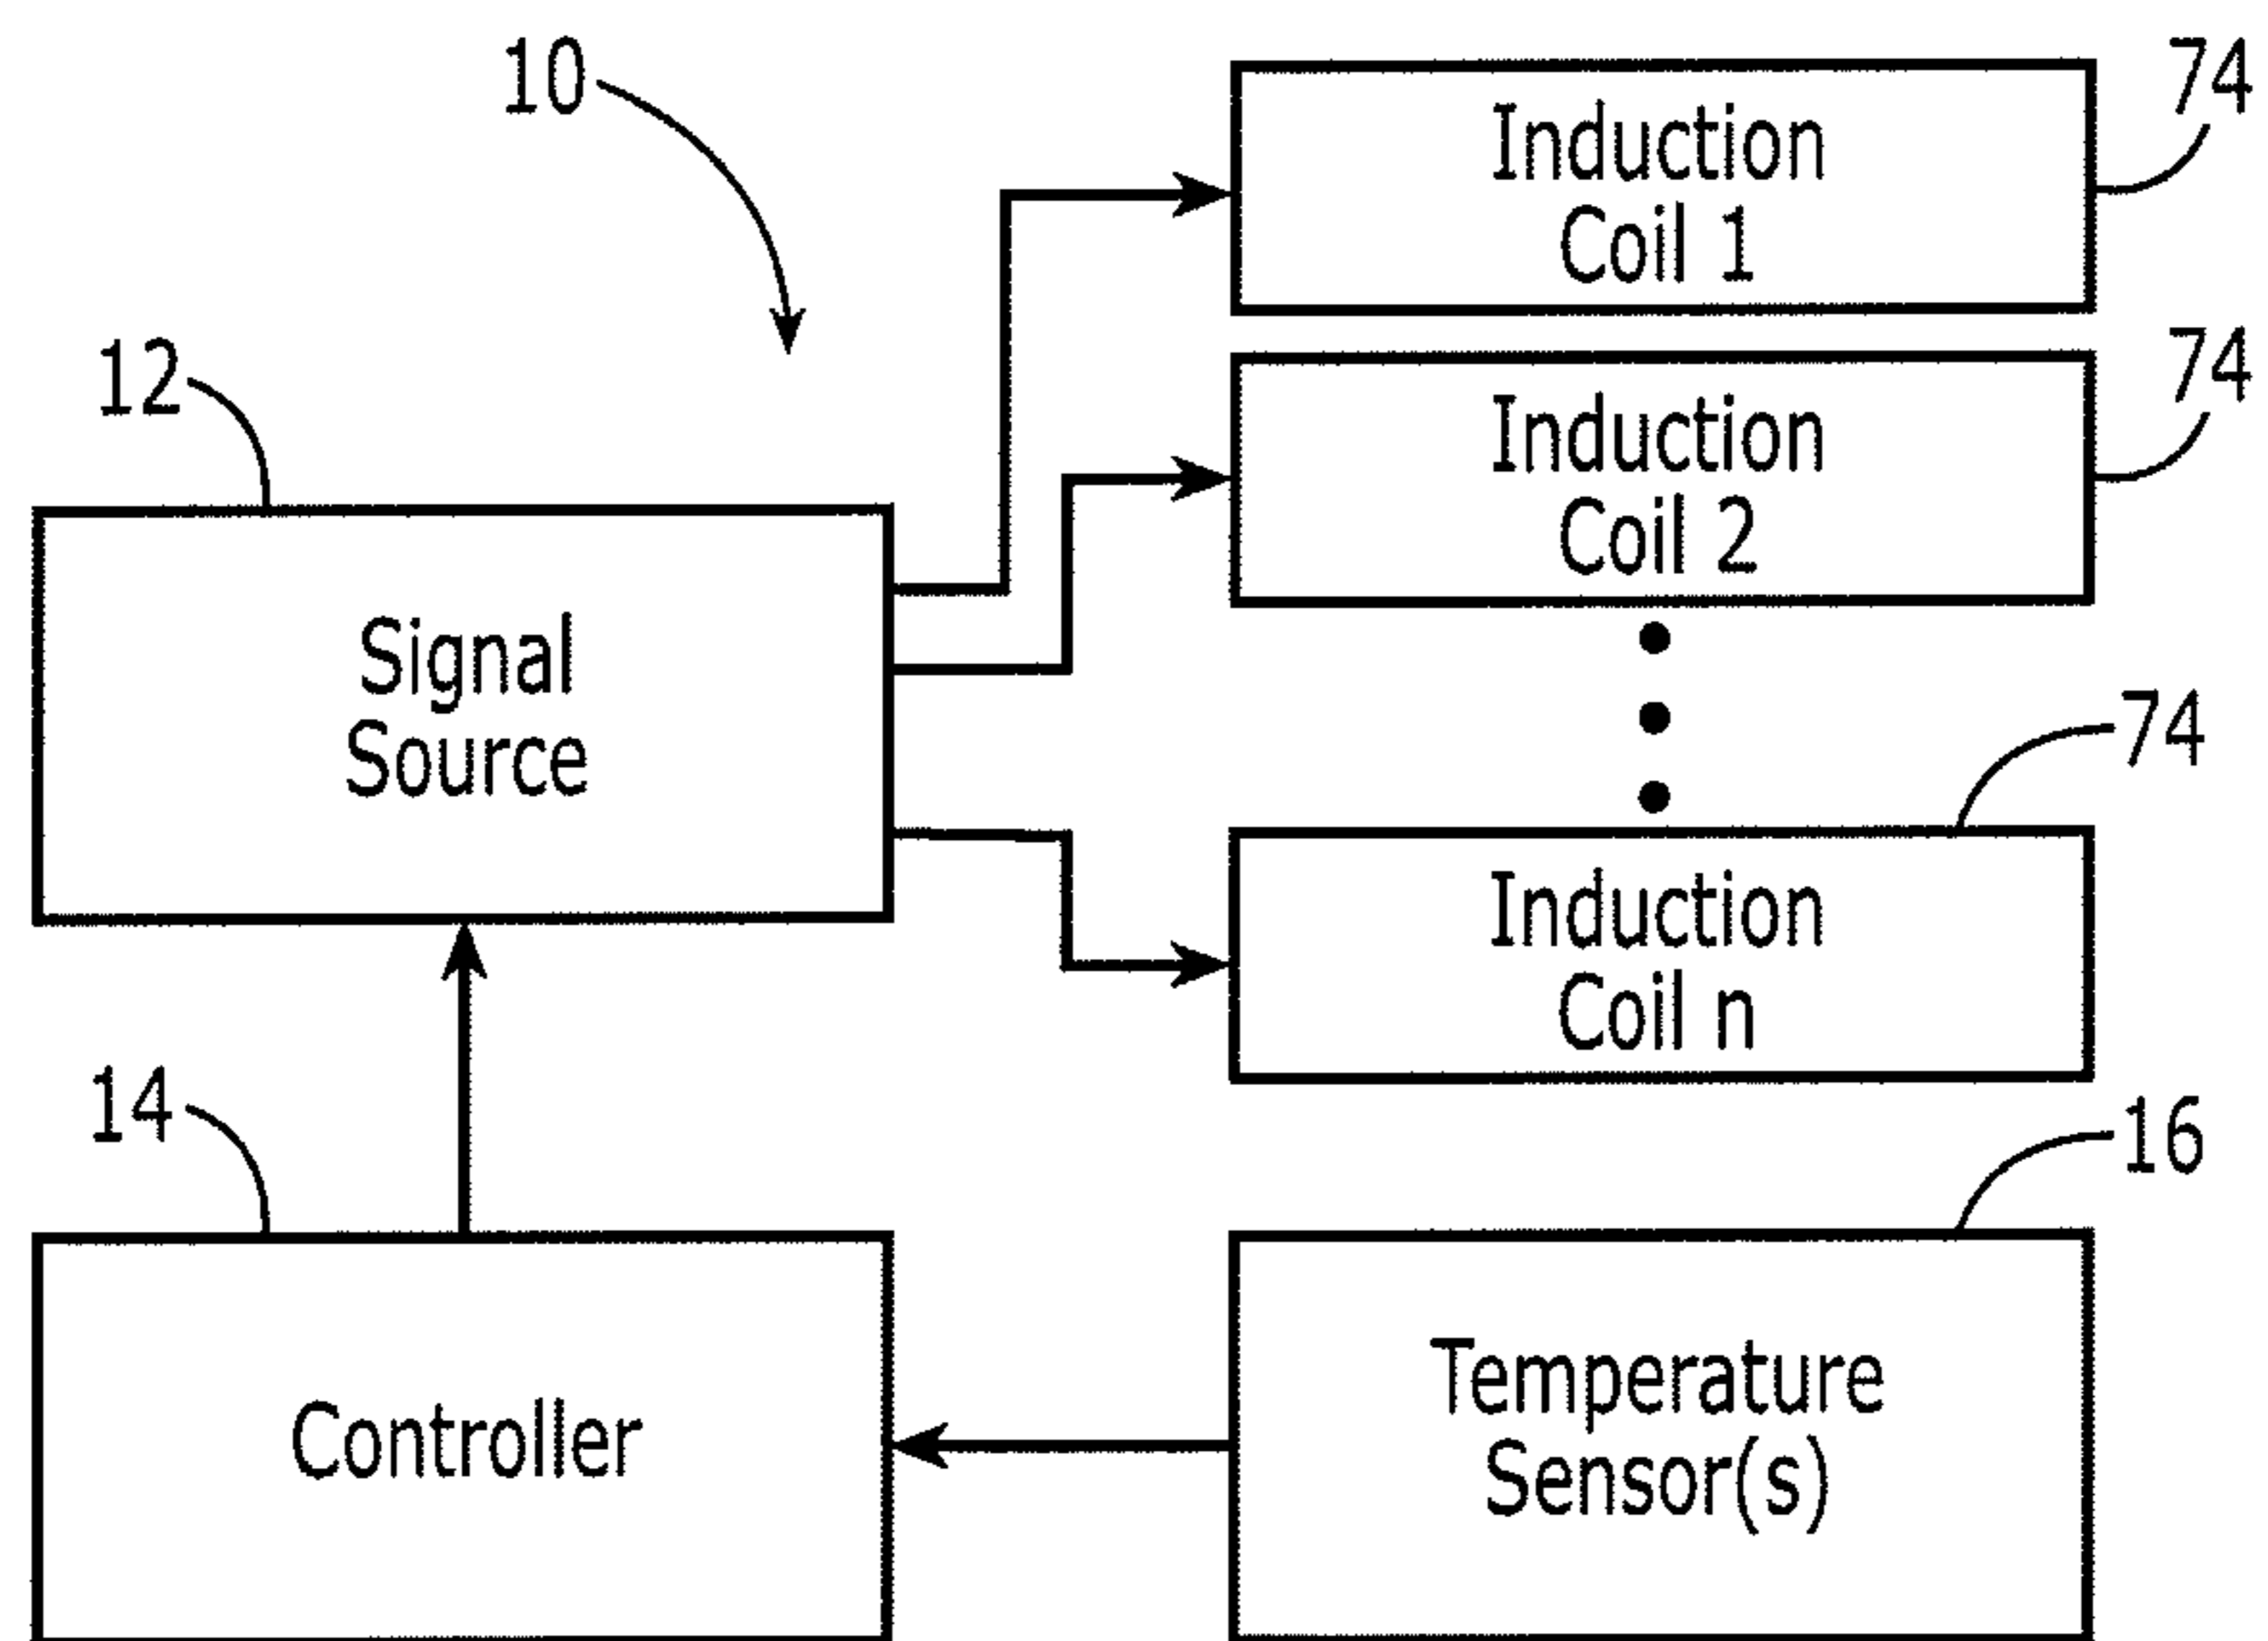 10
Induction
Coil 1
74
12
Induction
Coil 2
74
Signal
Source
74
Induction
Coil n
14
16
Controller
Temperature
Sensor(s)